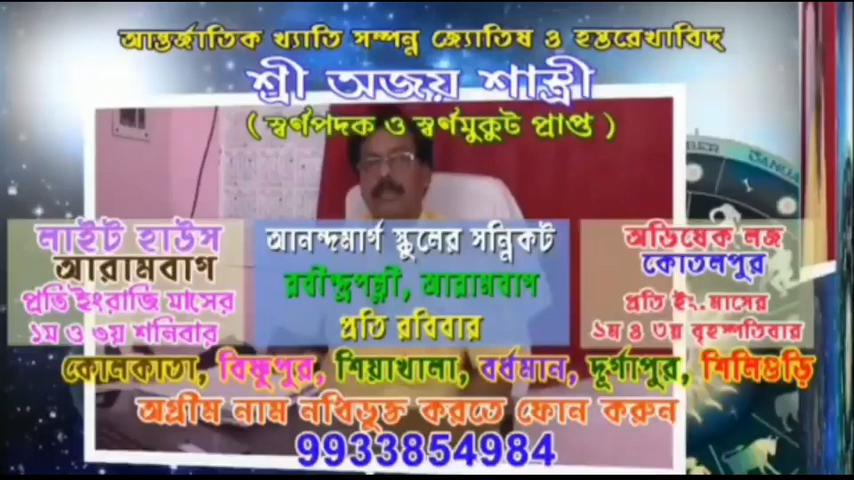 আন্তর্জাতিক খ্যাতি সম্পন্ন জ্যোতিষ ও হস্তরেখাবিদ্
শ্রী অজয় শাস্ত্রী
( স্বর্ণপদক ও স্বর্ণমুকুট প্রাপ্ত )
লাইট হাউস
আরামবাগ
প্রতি ইংরাজি মাসের
১ম ও ৩য় শনিবার
আনন্দমার্গ স্কুলের সন্নিকট
রবীন্দ্রপল্লী, আরামবাগ
প্রতি রবিবার
অভিষেক লজ
কোতলপুর
প্রতি ইং.মাসের
১ম ও ৩য় বৃহস্পতিবার
কোলকাতা, বিষ্ণুপুর, শিয়াখালা, বর্ধমান, দূর্গাপুর, শিলিগুড়ি
অগ্রীম নাম নথিভুক্ত করতে ফোন করুন
9933854984